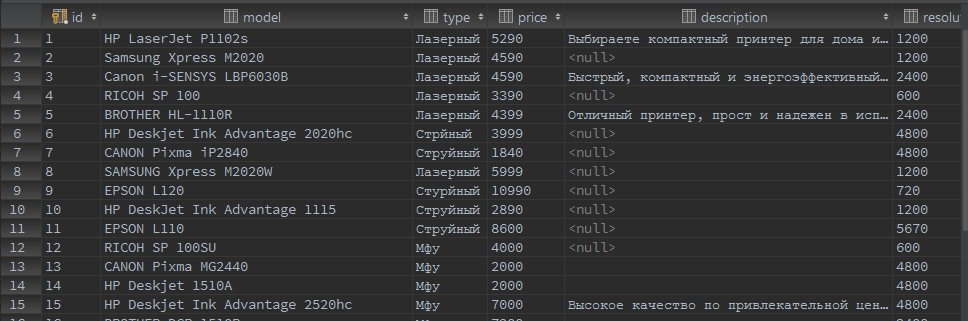 id model type price description resolut
1 1 HP LaserJet P1102s Лазерный 5290 Выбираете компактный принтер для дома и… 1200
2 2 Samsung Xpress M2020 Лазерный 4590 <null> 1200
3 3 Canon i-SENSYS LBP6030B Лазерный 4590 Быстрый, компактный и энергоэффективный… 2400
4 4 RICOH SP 100 Лазерный 3390 <null> 600
5 5 BROTHER HL-1110R Лазерный 4399 Отличный принтер, прост и надежен в исп… 2400
6 6 HP Deskjet Ink Advantage 2020hc Стрйный 3999 <null> 4800
7 7 CANON Pixma iP2840 Струйный 1840 <null> 4800
8 8 SAMSUNG Xpress M2020W Лазерный 5999 <null> 1200
9 9 EPSON L120 Стурйный 10990 <null> 720
10 10 HP DeskJet Ink Advantage 1115 Струйный 2890 <null> 1200
11 11 EPSON L110 Струйный 8600 <null> 5670
12 12 RICOH SP 100SU Мфу 4000 <null> 600
13 13 CANON Pixma MG2440 Мфу 2000 4800
14 14 HP Deskjet 1510A Мфу 2000 4800
15 15 HP Deskjet Ink Advantage 2520hc Мфу 7000 Высокое качество по привлекательной цен… 4800